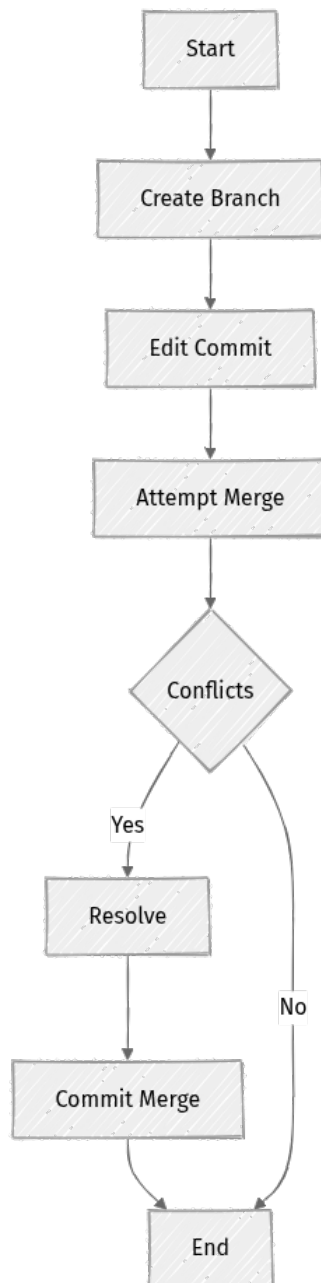 Start
Create Branch
Edit Commit
Attempt Merge
Conflicts
Yes
Resolve
No
Commit Merge
End